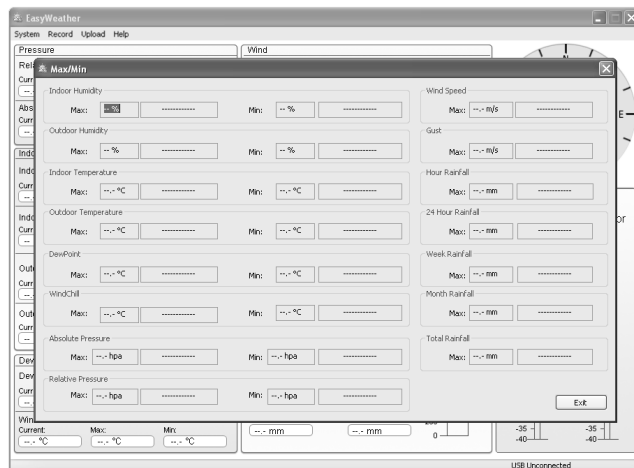 EasyWeather
System Record Upload Help
Pressure Wind
Max/Min
Indoor Humidity Wind Speed
Max: -- % ------------ Min: -- % ------------ Max: --.- m/s ------------
Outdoor Humidity Gust
Max: -- % ------------ Min: -- % ------------ Max: --.- m/s ------------
Indoor Temperature Hour Rainfall
Max: --.- °C ------------ Min: --.- °C ------------ Max: --.- mm ------------
Outdoor Temperature 24 Hour Rainfall
Max: --.- °C ------------ Min: --.- °C ------------ Max: --.- mm ------------
DewPoint Week Rainfall
Max: --.- °C ------------ Min: --.- °C ------------ Max: --.- mm ------------
WindChill Month Rainfall
Max: --.- °C ------------ Min: --.- °C ------------ Max: --.- mm ------------
Absolute Pressure Total Rainfall
Max: --.- hpa ------------ Min: --.- hpa ------------ Max: --.- mm ------------
Relative Pressure
Max: --.- hpa ------------ Min: --.- hpa ------------
Exit
E
Current: Max: Min:
--.- °C --.- °C --.- °C --.- mm --.- mm 0
-35 -35
-40 -40
USB Unconnected